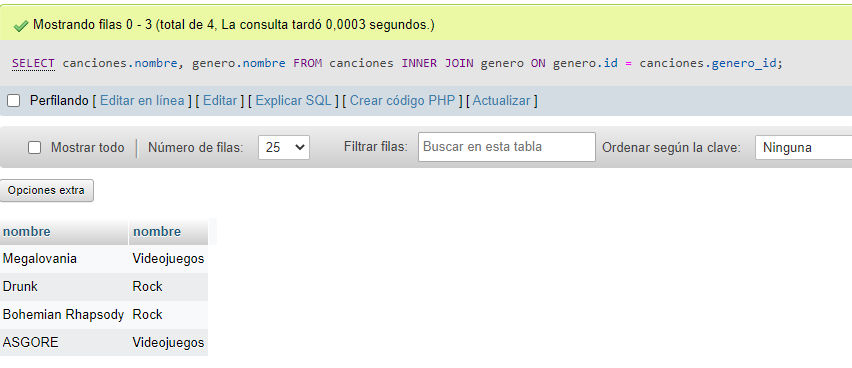 Mostrando filas 0 - 3 (total de 4, La consulta tardó 0,0003 segundos.)
SELECT canciones.nombre, genero.nombre FROM canciones INNER JOIN genero ON genero.id = canciones.genero_id;
Perfilando [ Editar en línea ] [ Editar ] [ Explicar SQL ] [ Crear código PHP ] [ Actualizar ]
Mostrar todo Número de filas: 25 Filtrar filas: Buscar en esta tabla Ordenar según la clave: Ninguna
Opciones extra
nombre nombre
Megalovania Videojuegos
Drunk Rock
Bohemian Rhapsody Rock
ASGORE Videojuegos